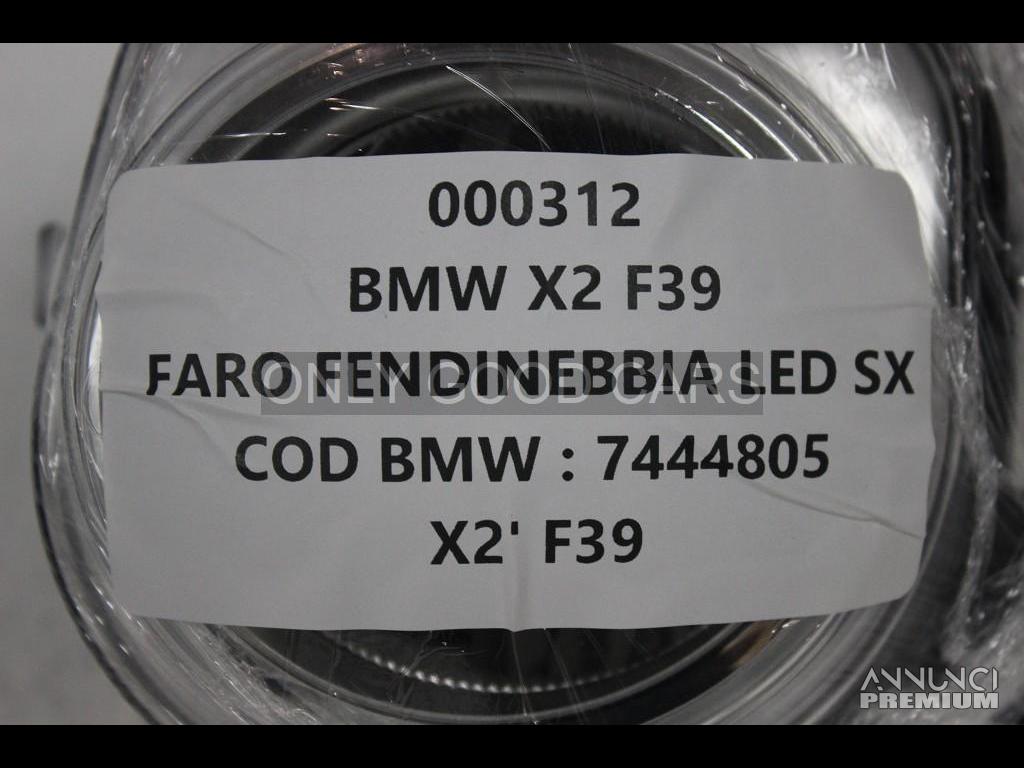 000312
BMW X2 F39
FARO FENDINEBBIA LED SX
ONLY GOOD CARS
COD BMW : 7444805
X2' F39
ANNUNCI
PREMIUM